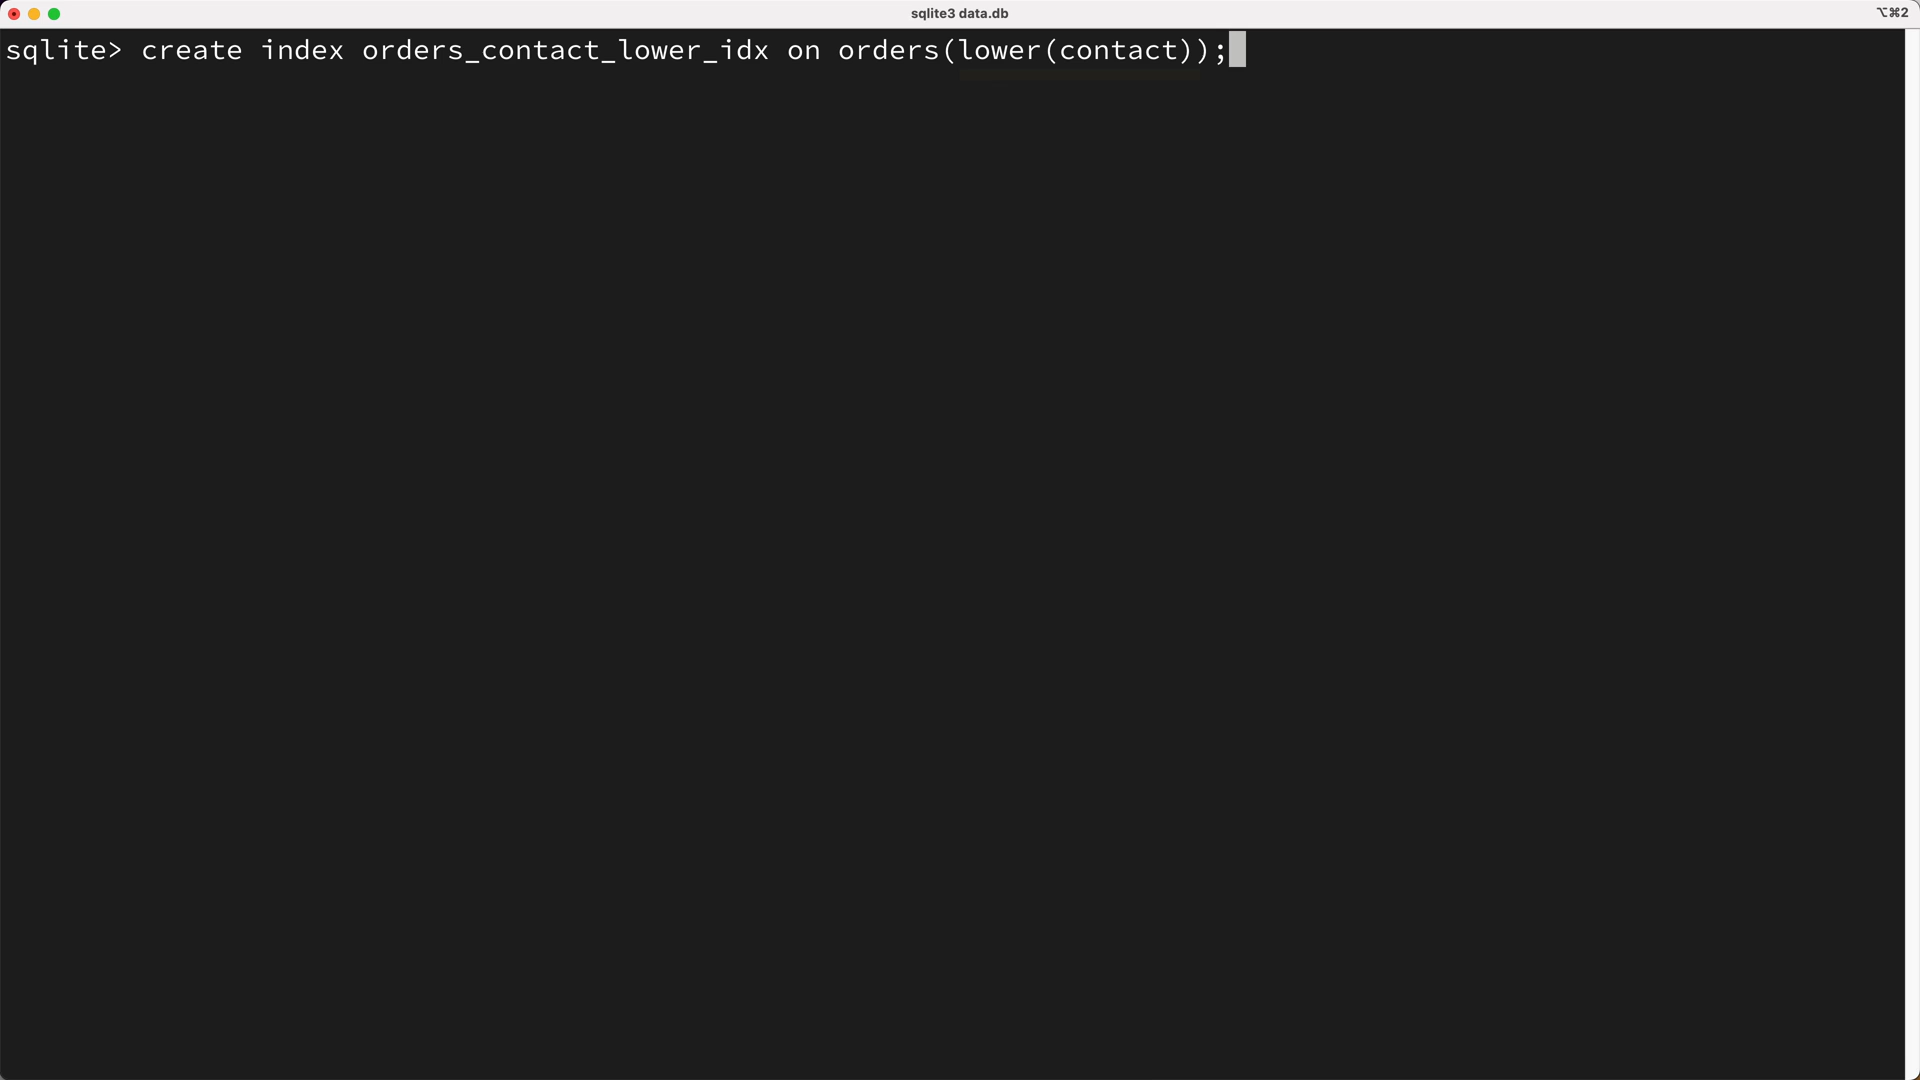 sqlite3 data.db
⌥⌘2
sqlite> create index orders_contact_lower_idx on orders(lower(contact));